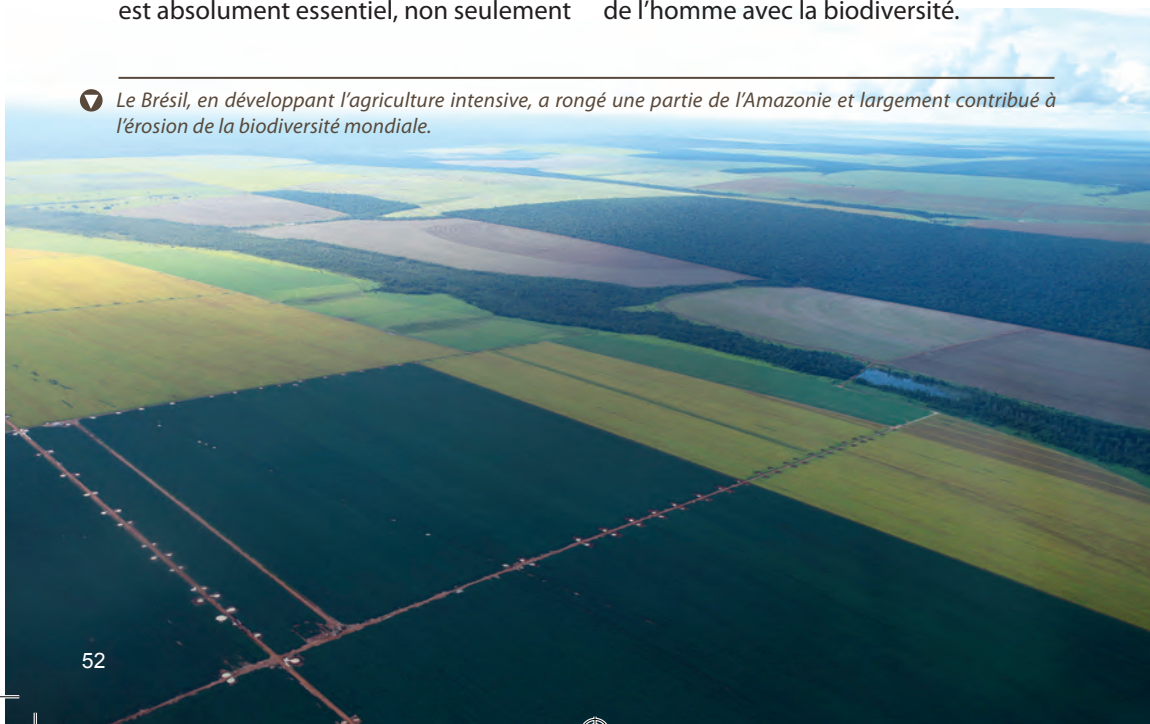 est absolument essentiel, non seulement
de l’homme avec la biodiversité.
Le Brésil, en développant l’agriculture intensive, a rongé une partie de l’Amazonie et largement contribué à
l’érosion de la biodiversité mondiale.
52